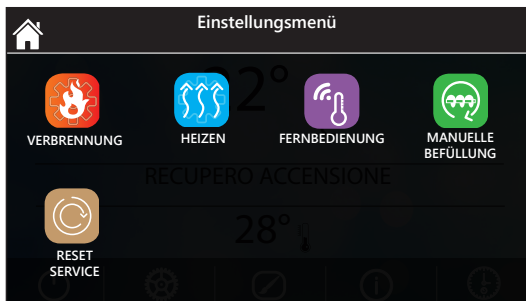 Einstellungsmenü
VERBRENNUNG
HEIZEN
FERNBEDIENUNG
MANUELLE
BEFÜLLUNG
RECUPERO ACCENSIONE
28°
RESET
SERVICE